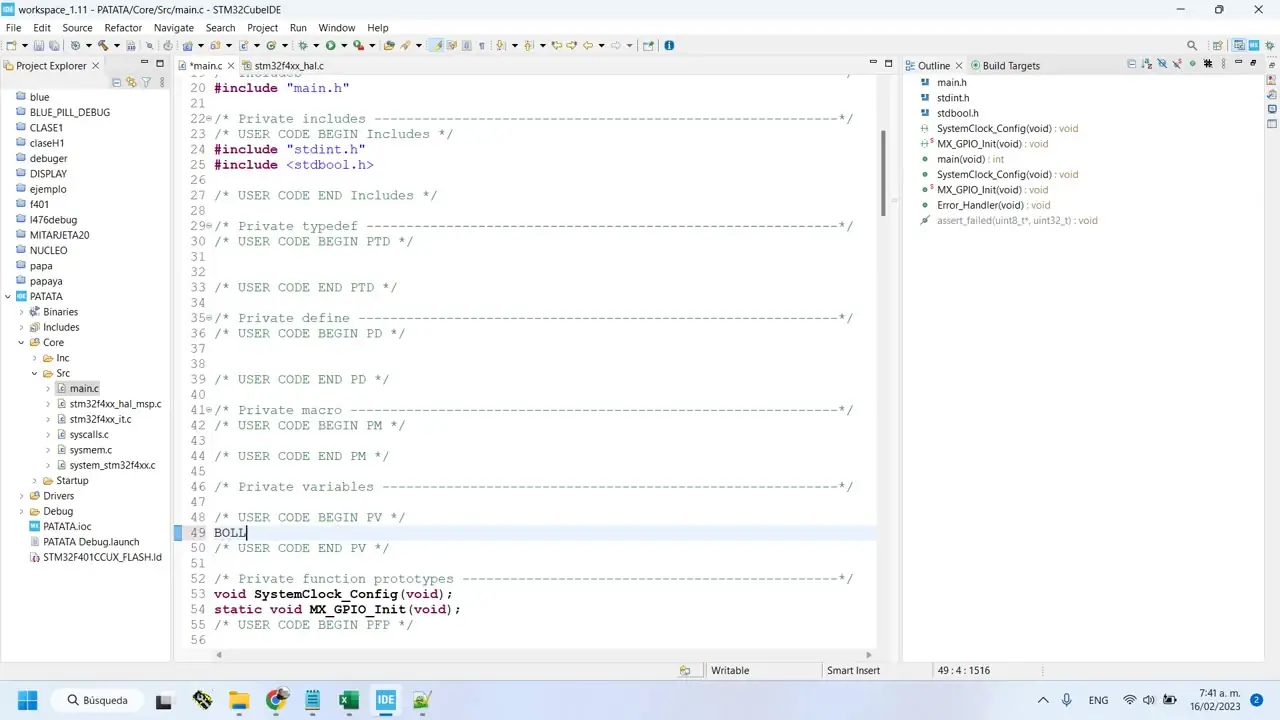 workspace_1.11 - PATATA/Core/Src/main.c - STM32CubeIDE
File Edit Source Refactor Navigate Search Project Run Window Help
Project Explorer
*main.c
stm32f4xx_hal.c
Outline
Build Targets
blue
BLUE_PILL_DEBUG
CLASE1
claseH1
debuger
DISPLAY
ejemplo
f401
l476debug
MITARJETA20
NUCLEO
papa
papaya
PATATA
Binaries
Includes
Core
Inc
Src
main.c
stm32f4xx_hal_msp.c
stm32f4xx_it.c
syscalls.c
sysmem.c
system_stm32f4xx.c
Startup
Drivers
Debug
PATATA.ioc
PATATA Debug.launch
STM32F401CCUX_FLASH.ld
19 /* Includes
20 #include "main.h"
21
22 /* Private includes ----------------------------------------------------------*/
23 /* USER CODE BEGIN Includes */
24 #include "stdint.h"
25 #include <stdbool.h>
26
27 /* USER CODE END Includes */
28
29 /* Private typedef -----------------------------------------------------------*/
30 /* USER CODE BEGIN PTD */
31
32
33 /* USER CODE END PTD */
34
35 /* Private define ------------------------------------------------------------*/
36 /* USER CODE BEGIN PD */
37
38
39 /* USER CODE END PD */
40
41 /* Private macro -------------------------------------------------------------*/
42 /* USER CODE BEGIN PM */
43
44 /* USER CODE END PM */
45
46 /* Private variables ---------------------------------------------------------*/
47
48 /* USER CODE BEGIN PV */
49 BOLL
50 /* USER CODE END PV */
51
52 /* Private function prototypes -----------------------------------------------*/
53 void SystemClock_Config(void);
54 static void MX_GPIO_Init(void);
55 /* USER CODE BEGIN PFP */
56
main.h
stdint.h
stdbool.h
SystemClock_Config(void) : void
MX_GPIO_Init(void) : void
main(void) : int
SystemClock_Config(void) : void
MX_GPIO_Init(void) : void
Error_Handler(void) : void
assert_failed(uint8_t*, uint32_t) : void
Writable
Smart Insert
49 : 4 : 1516
Búsqueda
IDE
ENG
7:41 a. m.
16/02/2023
2